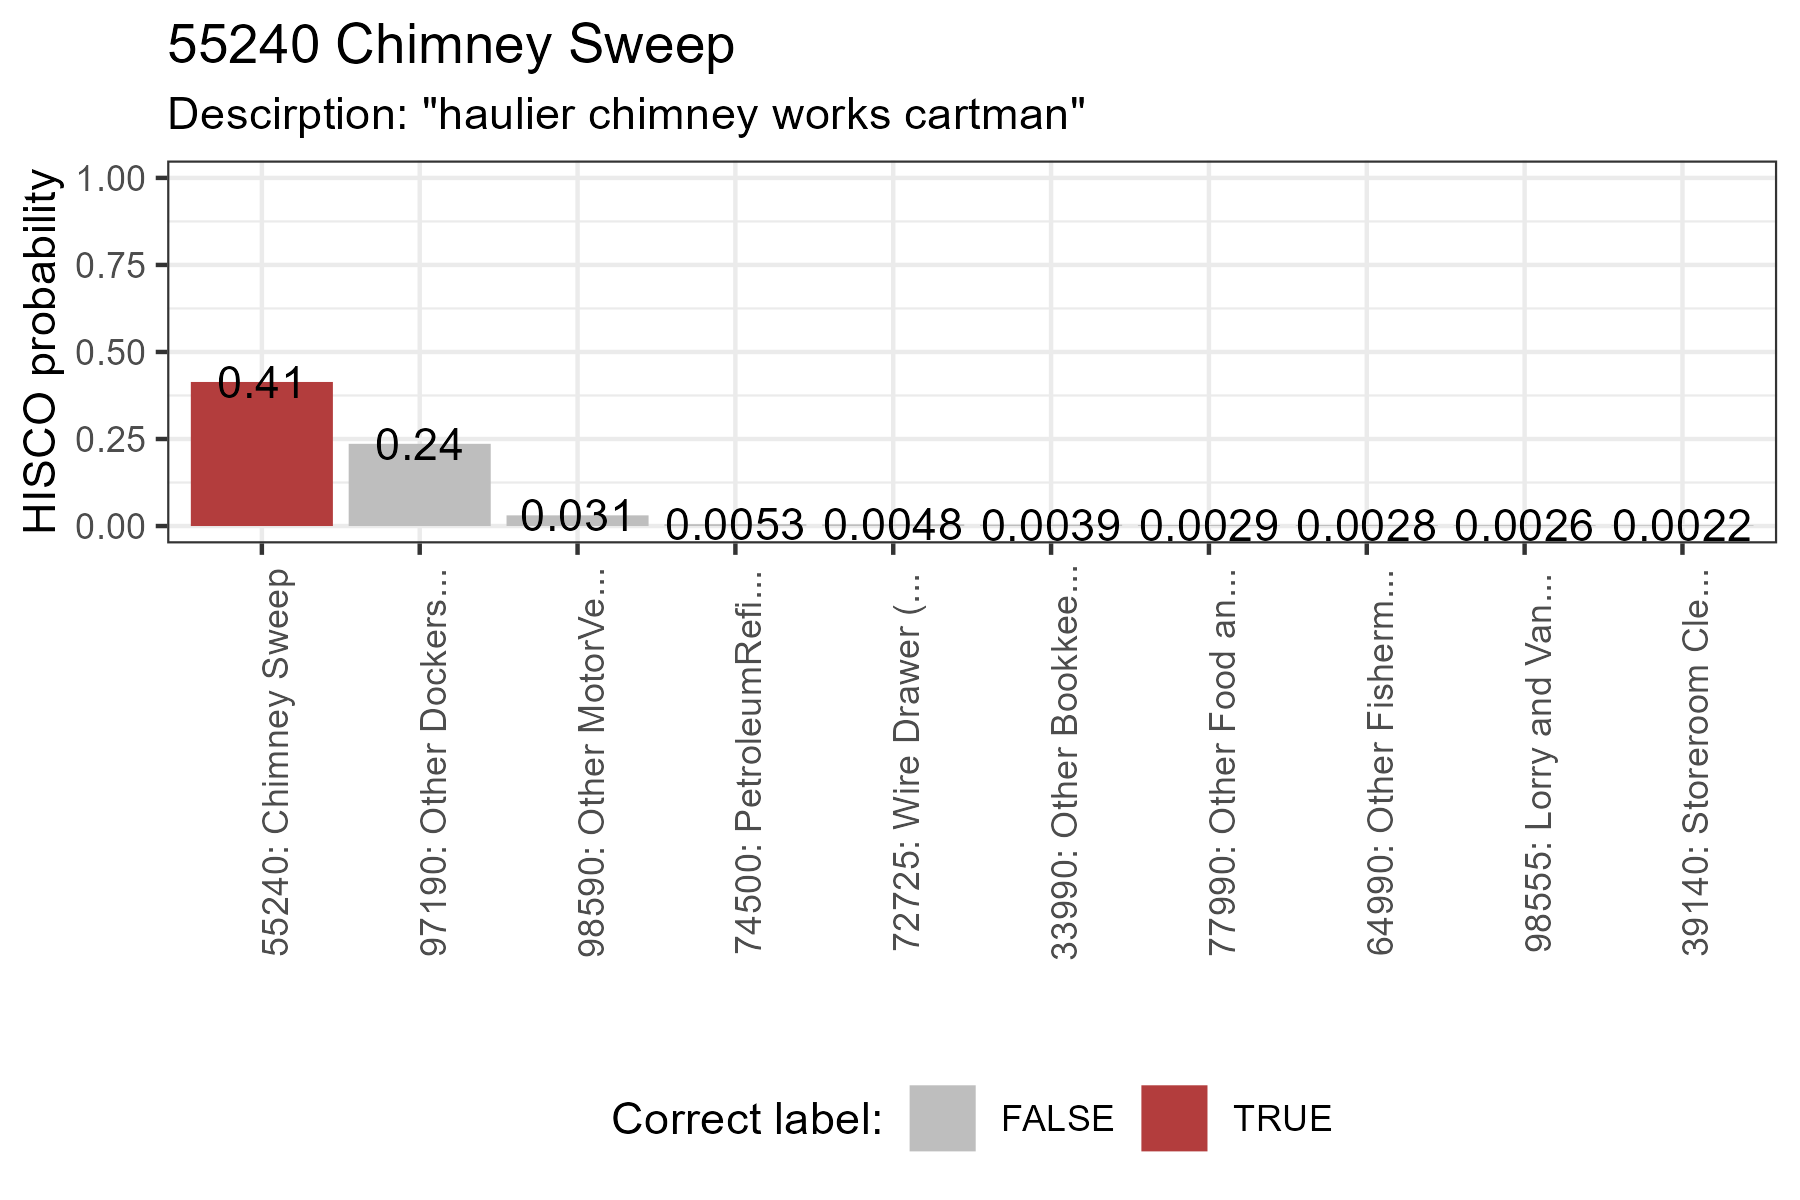 55240 Chimney Sweep
Descirption: "haulier chimney works cartman"
HISCO probability
1.00
0.75
0.50
0.25
0.00
0.41
0.24
0.031
0.0053
0.0048
0.0039
0.0029
0.0028
0.0026
0.0022
55240: Chimney Sweep
97190: Other Dockers...
98590: Other MotorVe...
74500: PetroleumRefi...
72725: Wire Drawer (...
33990: Other Bookkee...
77990: Other Food an...
64990: Other Fisherm...
98555: Lorry and Van...
39140: Storeroom Cle...
Correct label: FALSE TRUE